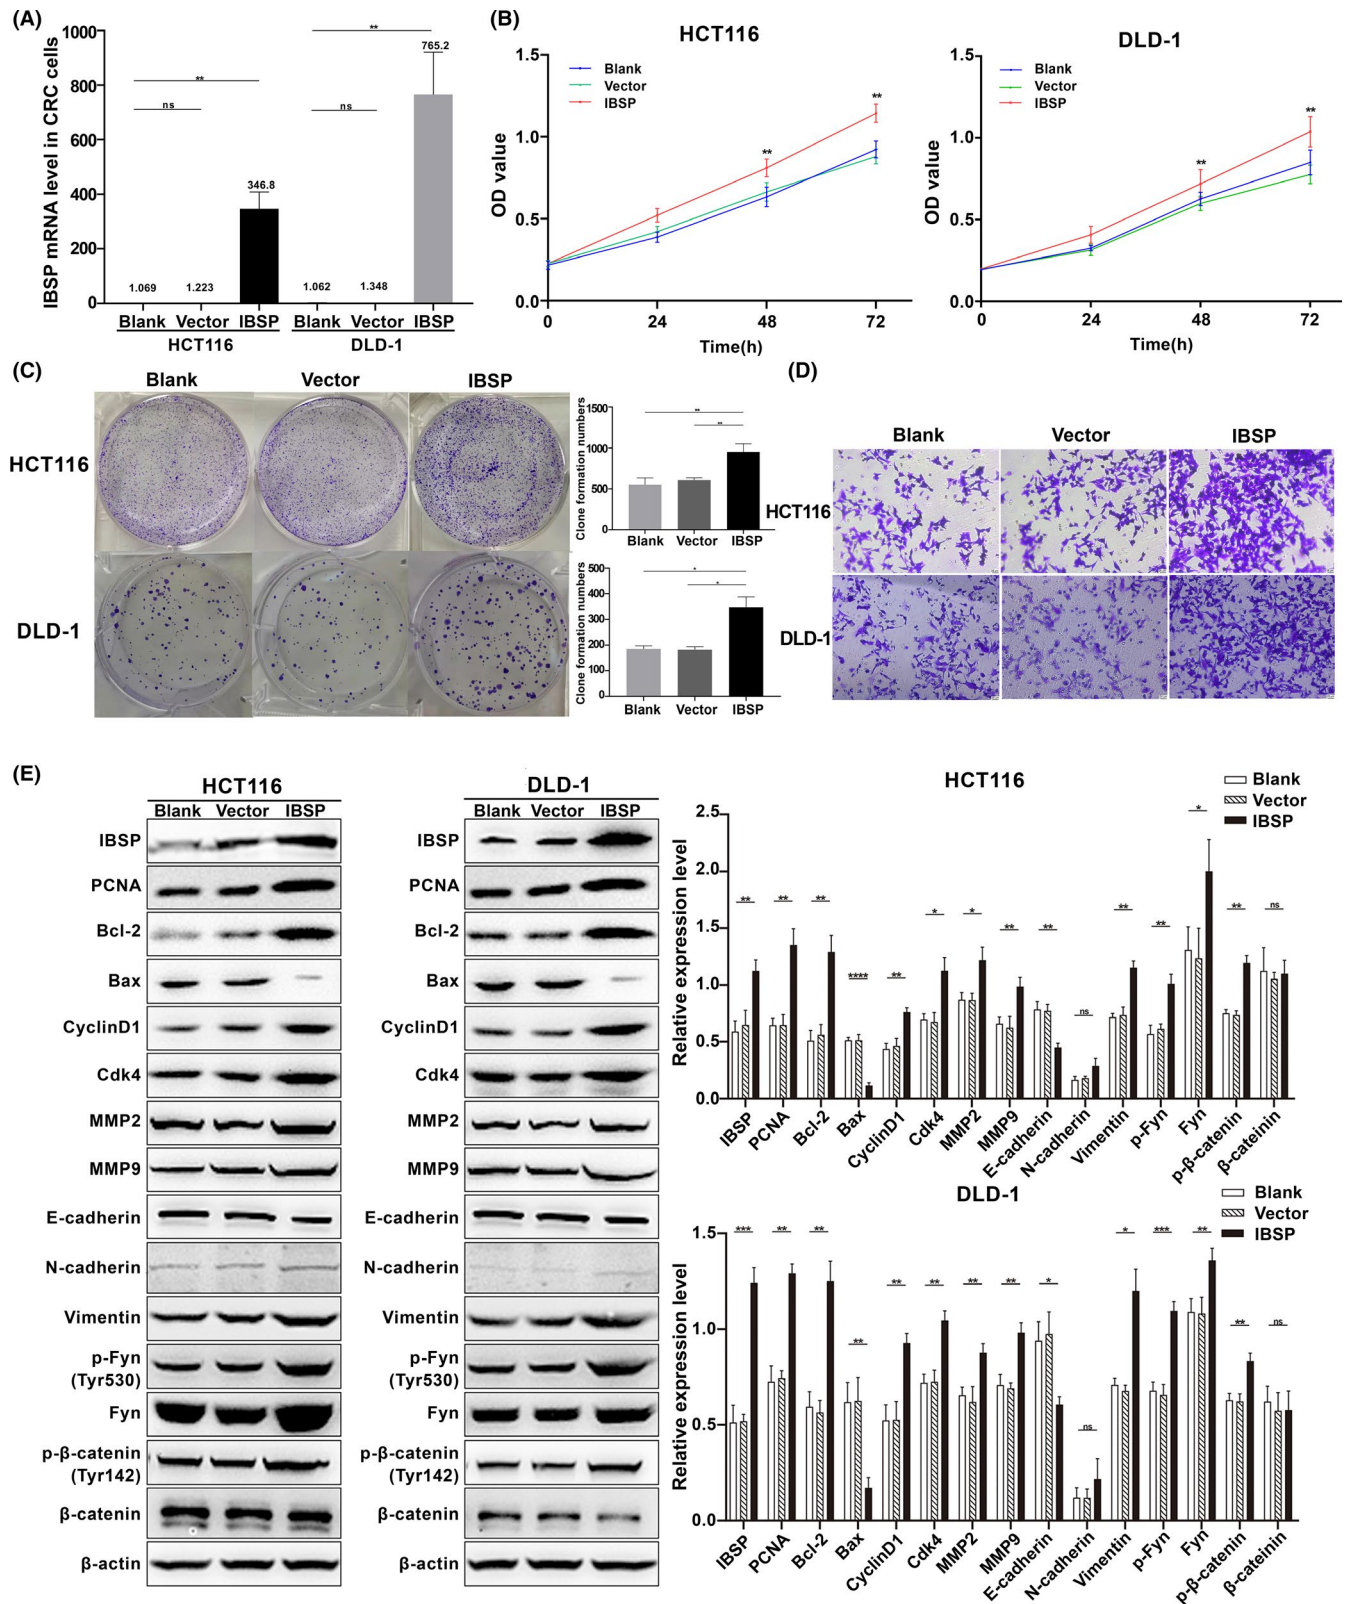 (A)
IBSP mRNA level in CRC cells
1000
800
600
400
200
0
**
ns
346.8
1.069
1.223
**
ns
765.2
1.062
1.348
Blank Vector IBSP Blank Vector IBSP
HCT116 DLD-1
(B)
HCT116
Blank
Vector
IBSP
OD value
1.5
1.0
0.5
0.0
**
**
0 24 48 72
Time(h)
DLD-1
Blank
Vector
IBSP
OD value
1.5
1.0
0.5
0.0
**
**
0 24 48 72
Time(h)
(C)
Blank Vector IBSP
HCT116
DLD-1
Clone formation numbers
1500
1000
500
0
**
**
Blank Vector IBSP
Clone formation numbers
500
400
300
200
100
0
*
*
Blank Vector IBSP
(D)
Blank Vector IBSP
HCT116
DLD-1
(E)
HCT116
Blank Vector IBSP
IBSP
PCNA
Bcl-2
Bax
CyclinD1
Cdk4
MMP2
MMP9
E-cadherin
N-cadherin
Vimentin
p-Fyn
(Tyr530)
Fyn
p-β-catenin
(Tyr142)
β-catenin
β-actin
DLD-1
Blank Vector IBSP
IBSP
PCNA
Bcl-2
Bax
CyclinD1
Cdk4
MMP2
MMP9
E-cadherin
N-cadherin
Vimentin
p-Fyn
(Tyr530)
Fyn
p-β-catenin
(Tyr142)
β-catenin
β-actin
HCT116
Blank
Vector
IBSP
Relative expression level
2.5
2.0
1.5
1.0
0.5
0.0
** ** ** **** ** * * ** ** ns ** ** * ** ns
IBSP PCNA Bcl-2 Bax CyclinD1 Cdk4 MMP2 MMP9 E-cadherin N-cadherin Vimentin p-Fyn Fyn p-β-catenin β-cateinin
DLD-1
Blank
Vector
IBSP
Relative expression level
1.5
1.0
0.5
0.0
*** ** ** ** ** ** ** ** * ns * *** ** ** ns
IBSP PCNA Bcl-2 Bax CyclinD1 Cdk4 MMP2 MMP9 E-cadherin N-cadherin Vimentin p-Fyn Fyn p-β-catenin β-cateinin